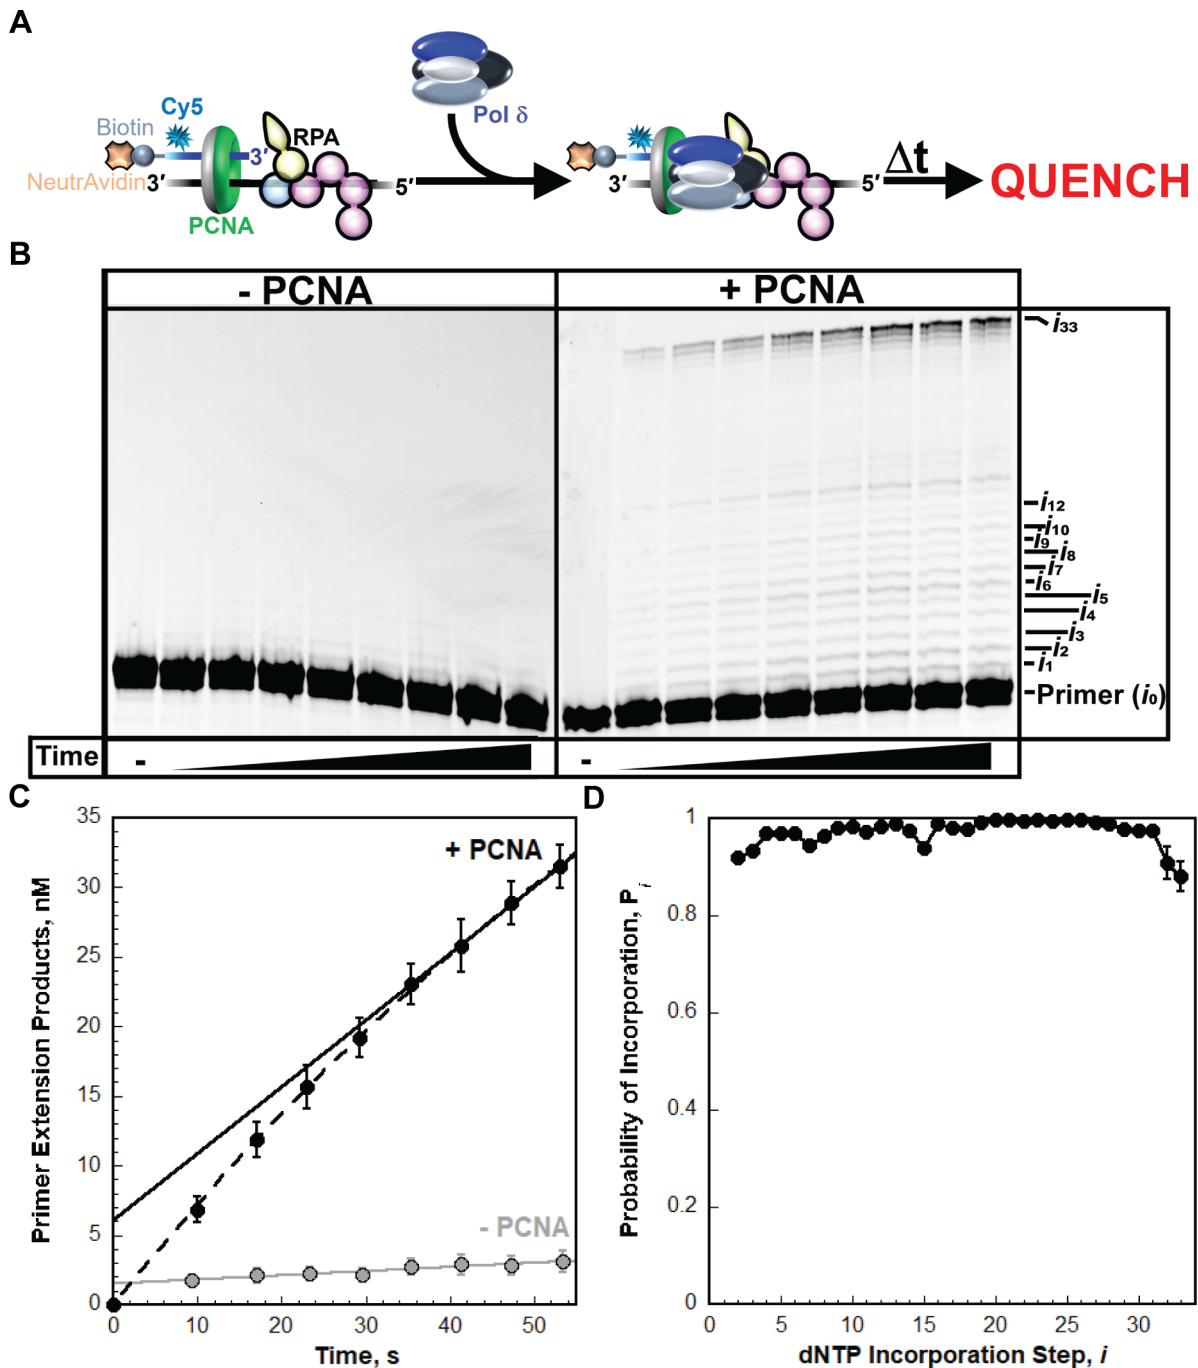 A
Cy5
Biotin
RPA
Pol δ
3′
NeutrAvidin
3′
5′
PCNA
3′
5′
Δt
QUENCH
B
- PCNA
+ PCNA
i33
i12
i10
i9
i8
i7
i6
i5
i4
i3
i2
i1
Primer (i0)
Time
-
-
C
35
30
25
20
15
10
5
0
Primer Extension Products, nM
+ PCNA
- PCNA
0
10
20
30
40
50
Time, s
D
1
0.8
0.6
0.4
0.2
0
Probability of Incorporation, P i
0
5
10
15
20
25
30
dNTP Incorporation Step, i